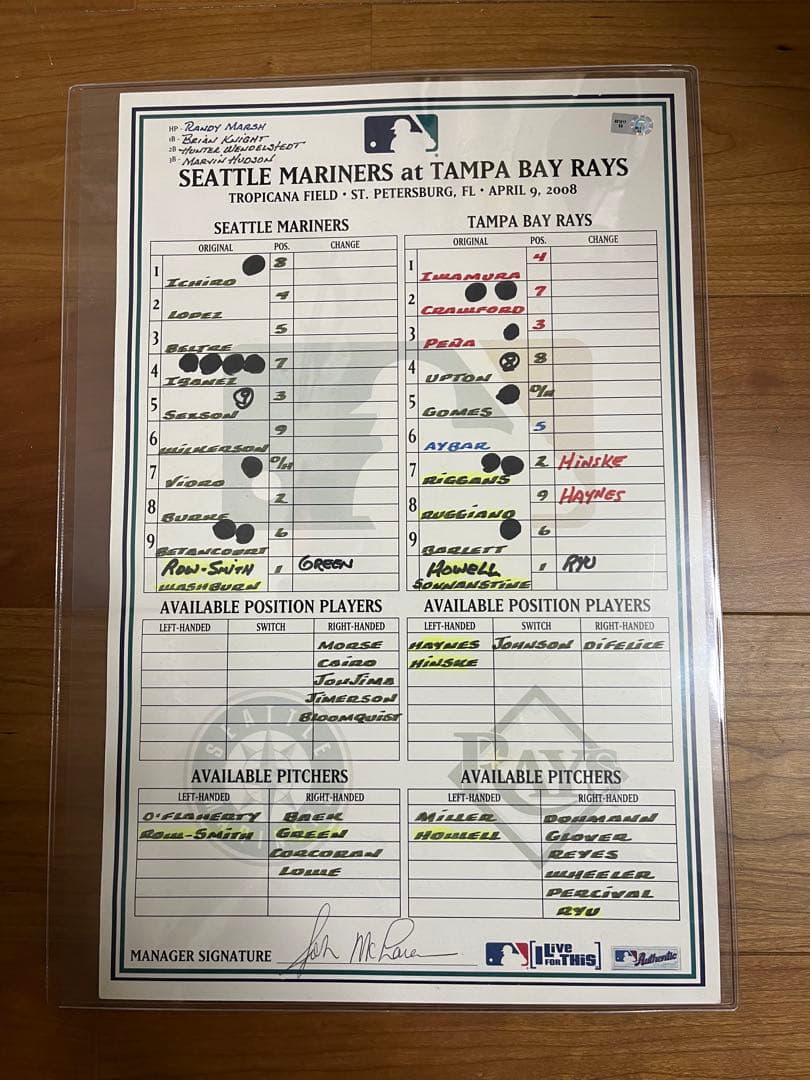 HP - RANDY MARSH
1B - BRIAN KNIGHT
2B - HUNTER WENDELSTEDT
3B - MARVIN HUDSON
SEATTLE MARINERS at TAMPA BAY RAYS
TROPICANA FIELD • ST. PETERSBURG, FL • APRIL 9, 2008
SEATTLE MARINERS
ORIGINAL POS. CHANGE
1 ICHIRO 8
2 LOPEZ 4
3 BELTRE 5
4 IBANEZ 7
5 SEXSON 3
6 WILKERSON 9
7 VIDRO D/H
8 BURKE 2
9 BETANCOURT 6
ROW-SMITH 1 GREEN
WASHBURN
TAMPA BAY RAYS
ORIGINAL POS. CHANGE
1 IWAMURA 4
2 CRAWFORD 7
3 PEÑA 3
4 UPTON 8
5 GOMES D/H
6 AYBAR 5
7 RIGGANS 2 HINSKE
8 RUGGIANO 9 HAYNES
9 BARLETT 6
HOWELL 1 RYU
SONNANSTINE
AVAILABLE POSITION PLAYERS
LEFT-HANDED SWITCH RIGHT-HANDED
MORSE
CAIRO
JOHJIMA
JIMERSON
BLOOMQUIST
AVAILABLE POSITION PLAYERS
LEFT-HANDED SWITCH RIGHT-HANDED
HAYNES JOHNSON DIFELICE
HINSKE
SEATTLE
RAYS
AVAILABLE PITCHERS
LEFT-HANDED RIGHT-HANDED
O'FLAHERTY BAEK
ROW-SMITH GREEN
CORCORAN
LOWE
AVAILABLE PITCHERS
LEFT-HANDED RIGHT-HANDED
MILLER DOHMANN
HOWELL GLOVER
REYES
WHEELER
PERCIVAL
RYU
MANAGER SIGNATURE John McLaren
I Live FOR THIS
Authentic